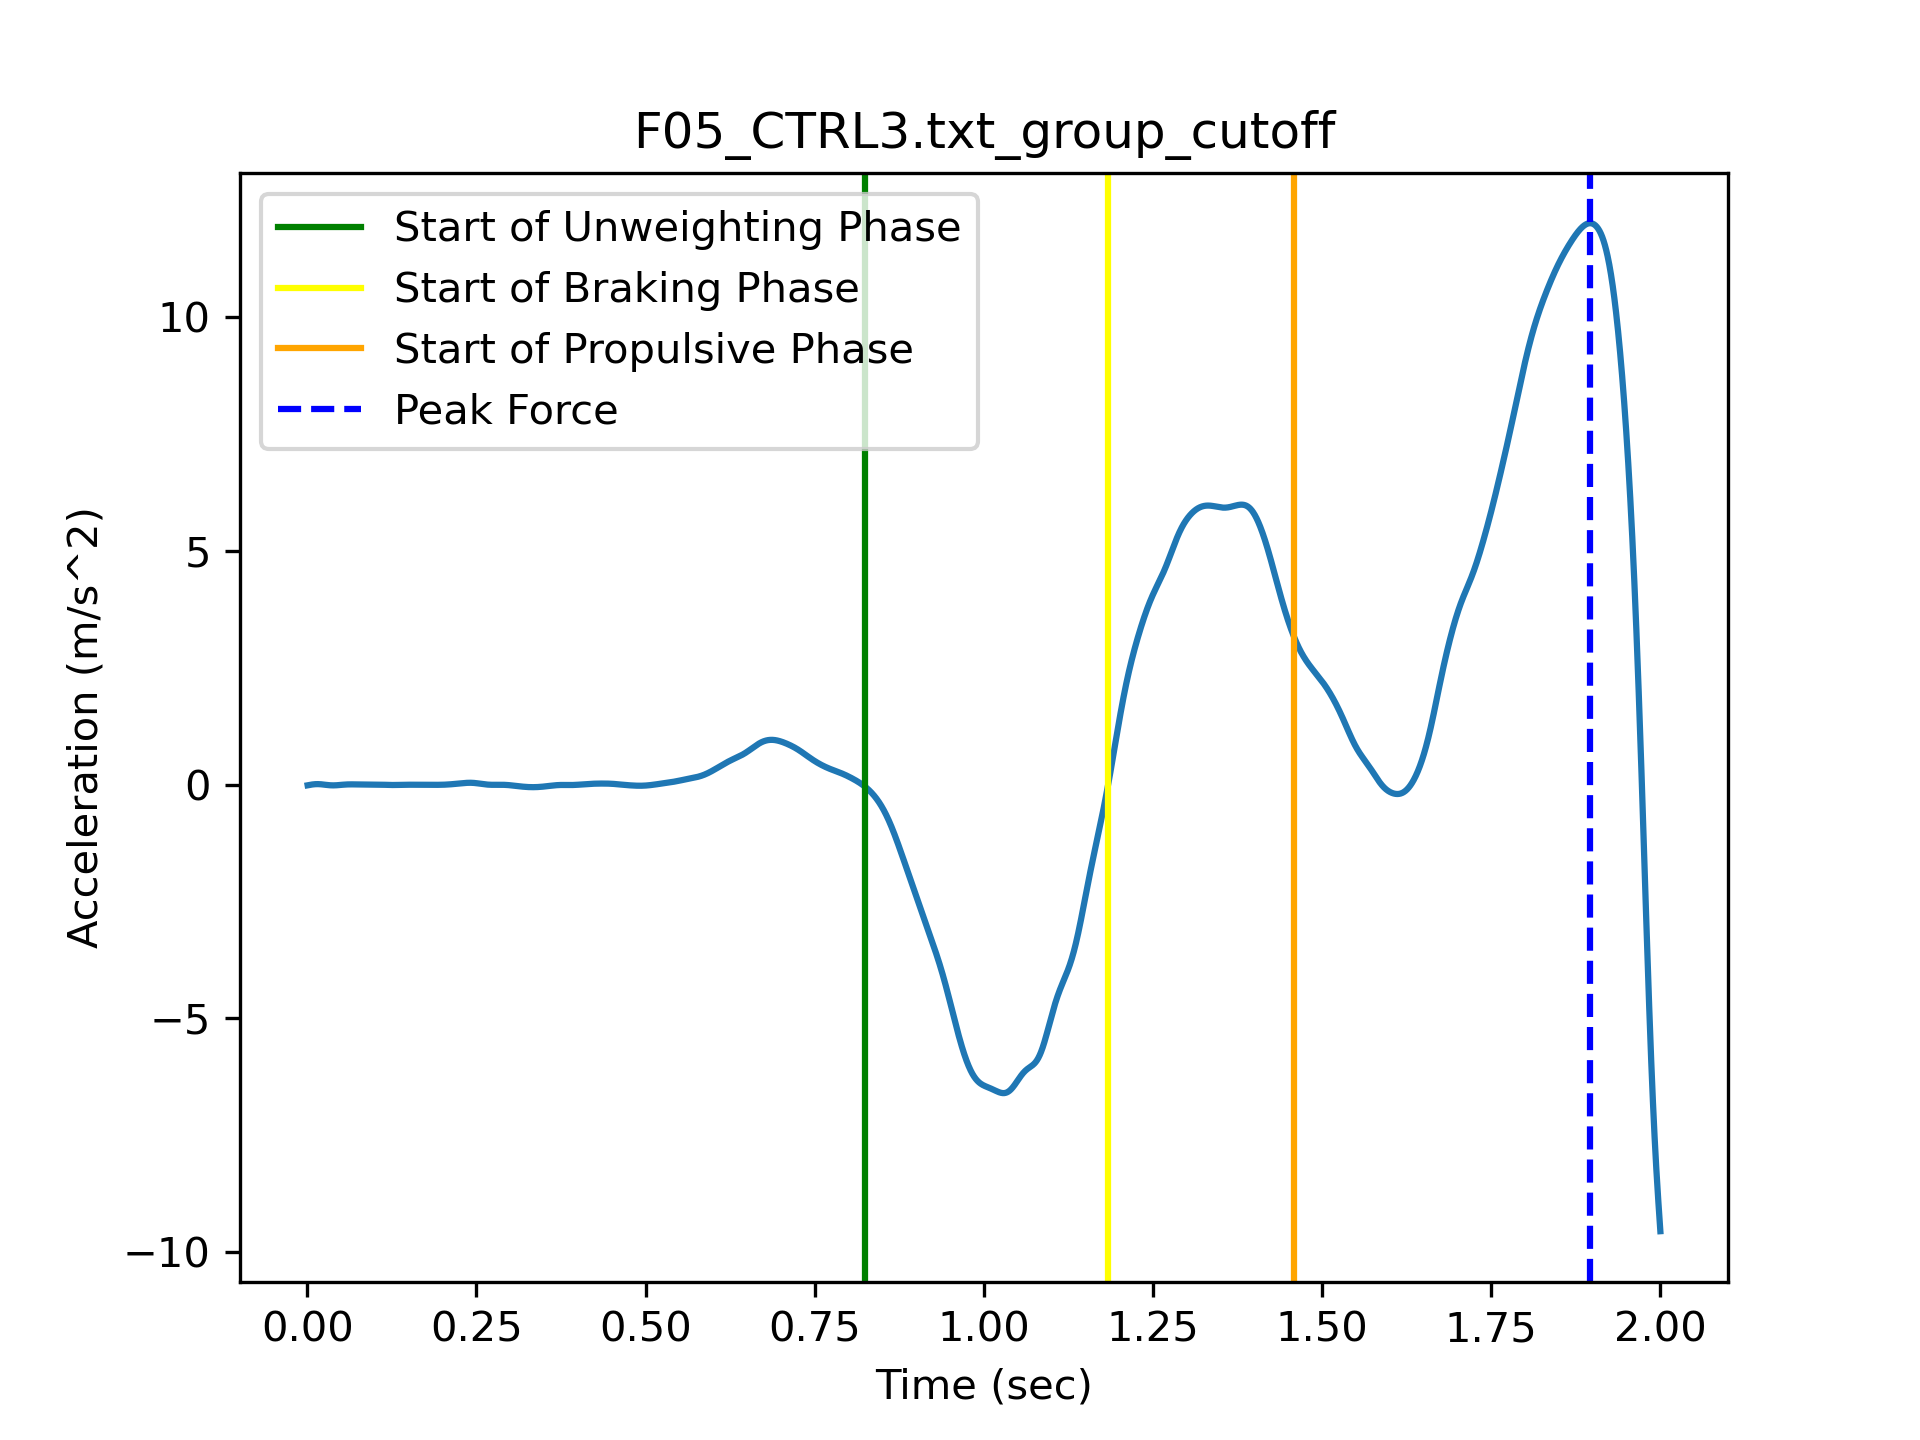 F05_CTRL3.txt_group_cutoff
Start of Unweighting Phase
Start of Braking Phase
Start of Propulsive Phase
Peak Force
10
5
0
−5
−10
Acceleration (m/s^2)
0.00 0.25 0.50 0.75 1.00 1.25 1.50 1.75 2.00
Time (sec)